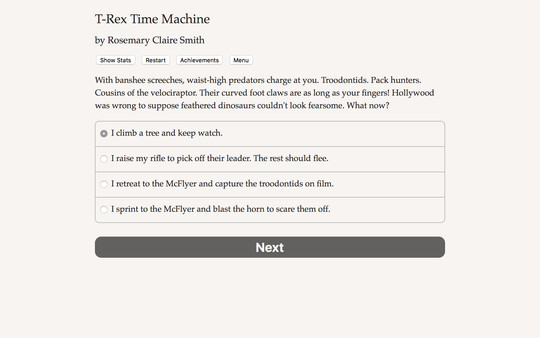 T-Rex Time Machine
by Rosemary Claire Smith
Show Stats Restart Achievements Menu
With banshee screeches, waist-high predators charge at you. Troodontids. Pack hunters.
Cousins of the velociraptor. Their curved foot claws are as long as your fingers! Hollywood
was wrong to suppose feathered dinosaurs couldn't look fearsome. What now?
I climb a tree and keep watch.
I raise my rifle to pick off their leader. The rest should flee.
I retreat to the McFlyer and capture the troodontids on film.
I sprint to the McFlyer and blast the horn to scare them off.
Next